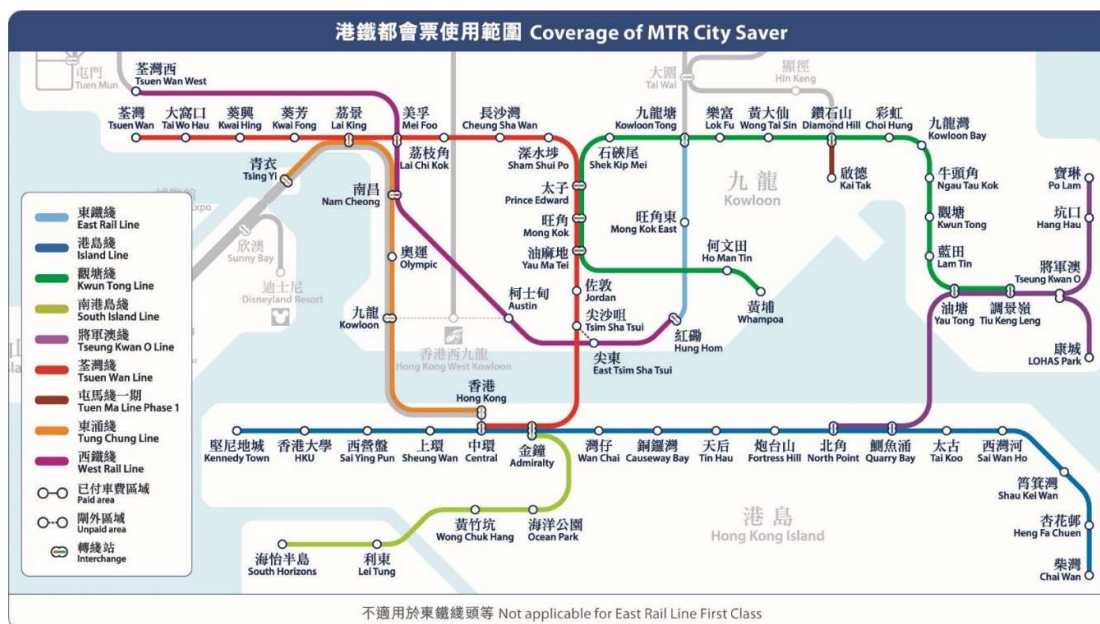 港鐵都會票使用範圍 Coverage of MTR City Saver
屯門
Tuen Mun
荃灣西
Tsuen Wan West
大圍
Tai Wai
顯徑
Hin Keng
荃灣
Tsuen Wan
大窩口
Tai Wo Hau
葵興
Kwai Hing
葵芳
Kwai Fong
荔景
Lai King
美孚
Mei Foo
荔枝角
Lai Chi Kok
長沙灣
Cheung Sha Wan
深水埗
Sham Shui Po
石硤尾
Shek Kip Mei
九龍塘
Kowloon Tong
樂富
Lok Fu
黃大仙
Wong Tai Sin
鑽石山
Diamond Hill
彩虹
Choi Hung
九龍灣
Kowloon Bay
青衣
Tsing Yi
南昌
Nam Cheong
太子
Prince Edward
九龍
Kowloon
啟德
Kai Tak
牛頭角
Ngau Tau Kok
寶琳
Po Lam
Expo
欣澳
Sunny Bay
迪士尼
Disneyland Resort
奧運
Olympic
旺角
Mong Kok
油麻地
Yau Ma Tei
旺角東
Mong Kok East
何文田
Ho Man Tin
黃埔
Whampoa
觀塘
Kwun Tong
藍田
Lam Tin
坑口
Hang Hau
將軍澳
Tseung Kwan O
油塘
Yau Tong
調景嶺
Tiu Keng Leng
康城
LOHAS Park
九龍
Kowloon
香港西九龍
Hong Kong West Kowloon
柯士甸
Austin
佐敦
Jordan
尖沙咀
Tsim Sha Tsui
尖東
East Tsim Sha Tsui
紅磡
Hung Hom
香港
Hong Kong
堅尼地城
Kennedy Town
香港大學
HKU
西營盤
Sai Ying Pun
上環
Sheung Wan
中環
Central
金鐘
Admiralty
灣仔
Wan Chai
銅鑼灣
Causeway Bay
天后
Tin Hau
炮台山
Fortress Hill
北角
North Point
鰂魚涌
Quarry Bay
太古
Tai Koo
西灣河
Sai Wan Ho
筲箕灣
Shau Kei Wan
杏花邨
Heng Fa Chuen
柴灣
Chai Wan
海怡半島
South Horizons
利東
Lei Tung
黃竹坑
Wong Chuk Hang
海洋公園
Ocean Park
港島
Hong Kong Island
東鐵綫
East Rail Line
港島綫
Island Line
觀塘綫
Kwun Tong Line
南港島綫
South Island Line
將軍澳綫
Tseung Kwan O Line
荃灣綫
Tsuen Wan Line
屯馬綫一期
Tuen Ma Line Phase 1
東涌綫
Tung Chung Line
西鐵綫
West Rail Line
已付車費區域
Paid area
閘外區域
Unpaid area
轉綫站
Interchange
不適用於東鐵綫頭等 Not applicable for East Rail Line First Class